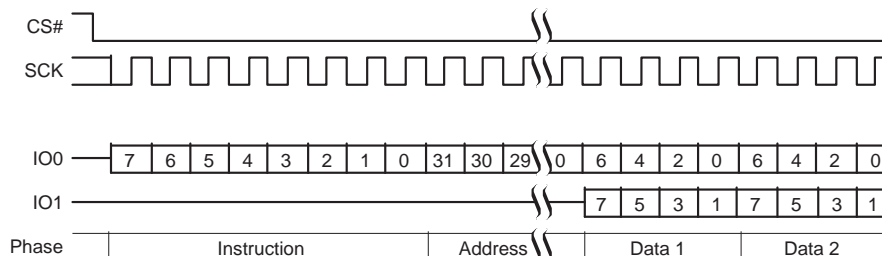 CS#
SCK
IO0 7 6 5 4 3 2 1 0 31 30 29 0 6 4 2 0 6 4 2 0
IO1 7 5 3 1 7 5 3 1
Phase Instruction Address Data 1 Data 2